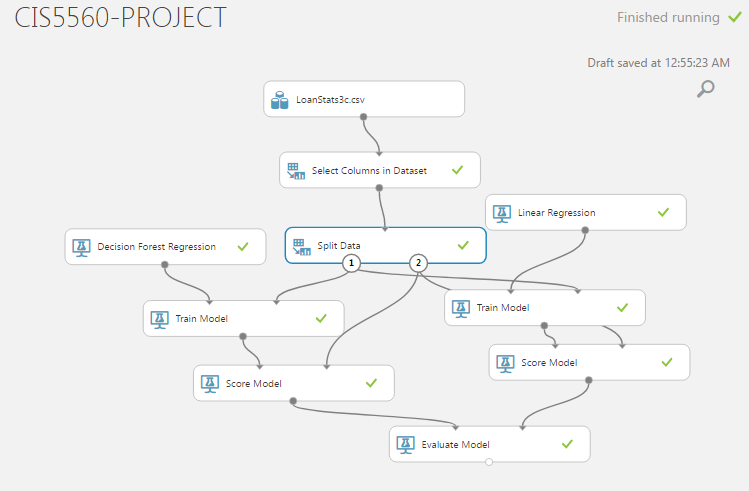 CIS5560-PROJECT
Finished running
Draft saved at 12:55:23 AM
LoanStats3c.csv
Select Columns in Dataset
Linear Regression
Decision Forest Regression
Split Data
1
2
Train Model
Train Model
Score Model
Score Model
Evaluate Model